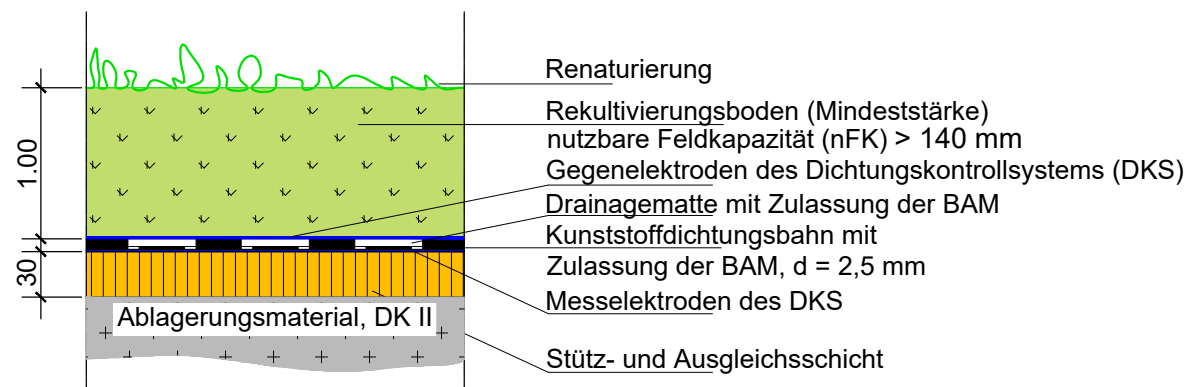 Renaturierung
Rekultivierungsboden (Mindeststärke)
nutzbare Feldkapazität (nFK) > 140 mm
Gegenelektroden des Dichtungskontrollsystems (DKS)
Drainagematte mit Zulassung der BAM
Kunststoffdichtungsbahn mit
Zulassung der BAM, d = 2,5 mm
Messelektroden des DKS
Stütz- und Ausgleichsschicht
1.00
30
Ablagerungsmaterial, DK II